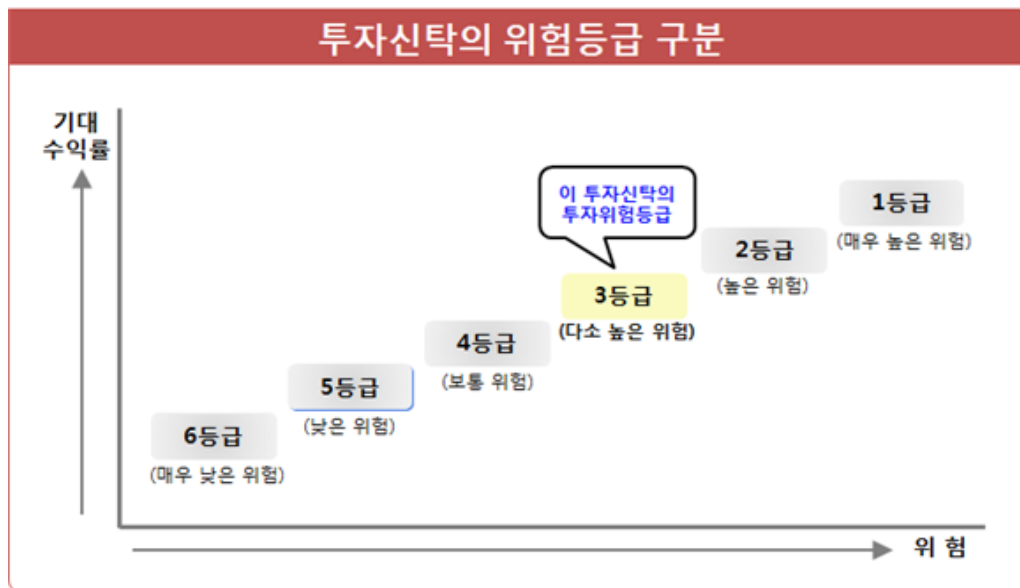 투자신탁의 위험등급 구분
기대
수익률
이 투자신탁의
투자위험등급
1등급
(매우 높은 위험)
2등급
(높은 위험)
3등급
(다소 높은 위험)
4등급
(보통 위험)
5등급
(낮은 위험)
6등급
(매우 낮은 위험)
위 험